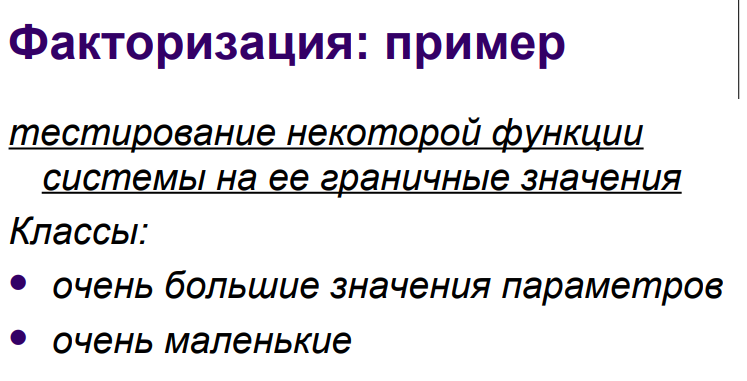 Факторизация: пример
тестирование некоторой функции
системы на ее граничные значения
Классы:
• очень большие значения параметров
• очень маленькие